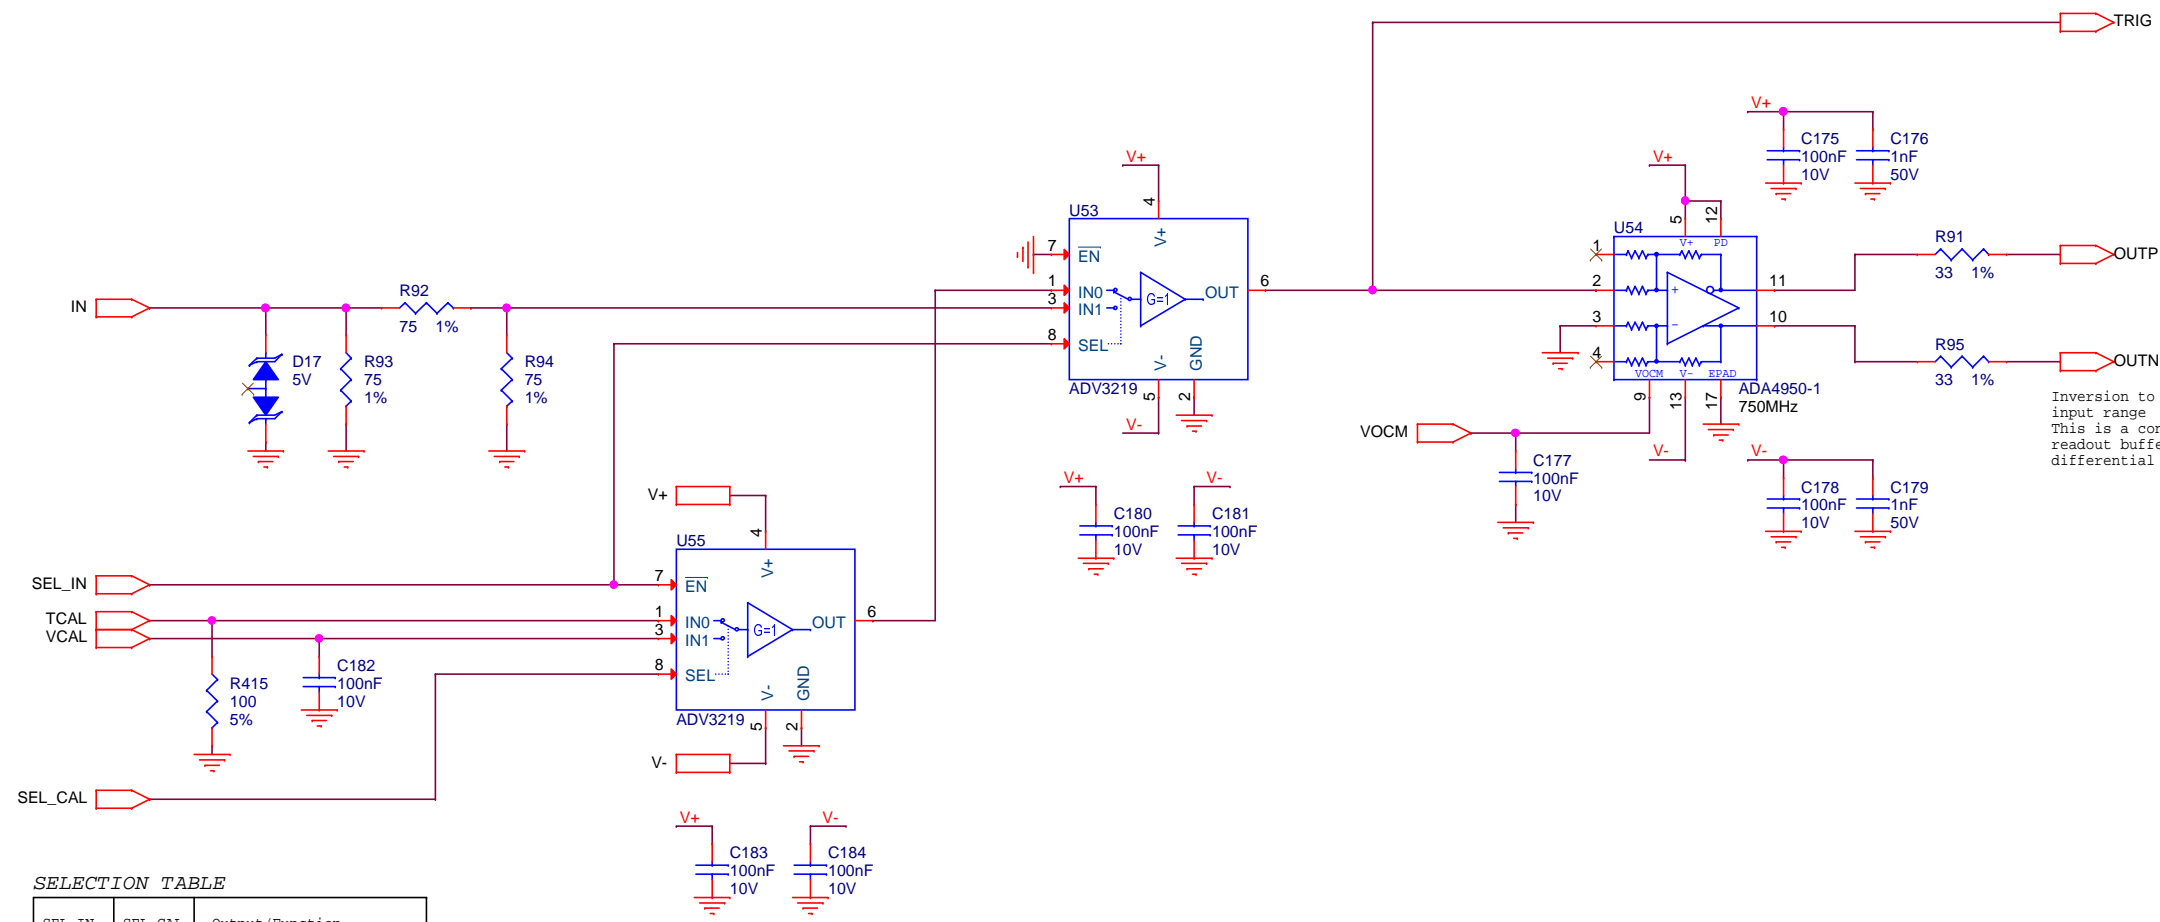 TRIG
V+
C175
100nF
10V
C176
1nF
50V
V+
4
U53
V+
7
EN
1
IN0
3
IN1
G=1
OUT
6
8
SEL
V-
GND
ADV3219
5
2
V-
V+
5
12
U54
V+
PD
1
2
+
11
3
-
10
4
VOCM
V-
EPAD
ADA4950-1
750MHz
9
13
17
R91
33 1%
OUTP
R95
33 1%
OUTN
Inversion to
input range
This is a
readout
differential
IN
R92
75 1%
D17
5V
R93
75
1%
R94
75
1%
VOCM
C177
100nF
10V
V-
V-
C178
100nF
10V
C179
1nF
50V
V+
C180
100nF
10V
V-
C181
100nF
10V
V+
4
U55
V+
SEL_IN
7
EN
TCAL
1
IN0
VCAL
3
IN1
G=1
OUT
6
8
SEL
V-
GND
ADV3219
5
2
V-
R415
100
5%
C182
100nF
10V
SEL_CAL
V+
C183
100nF
10V
V-
C184
100nF
10V
SELECTION TABLE
SEL_IN SEL_CAL Output/Function